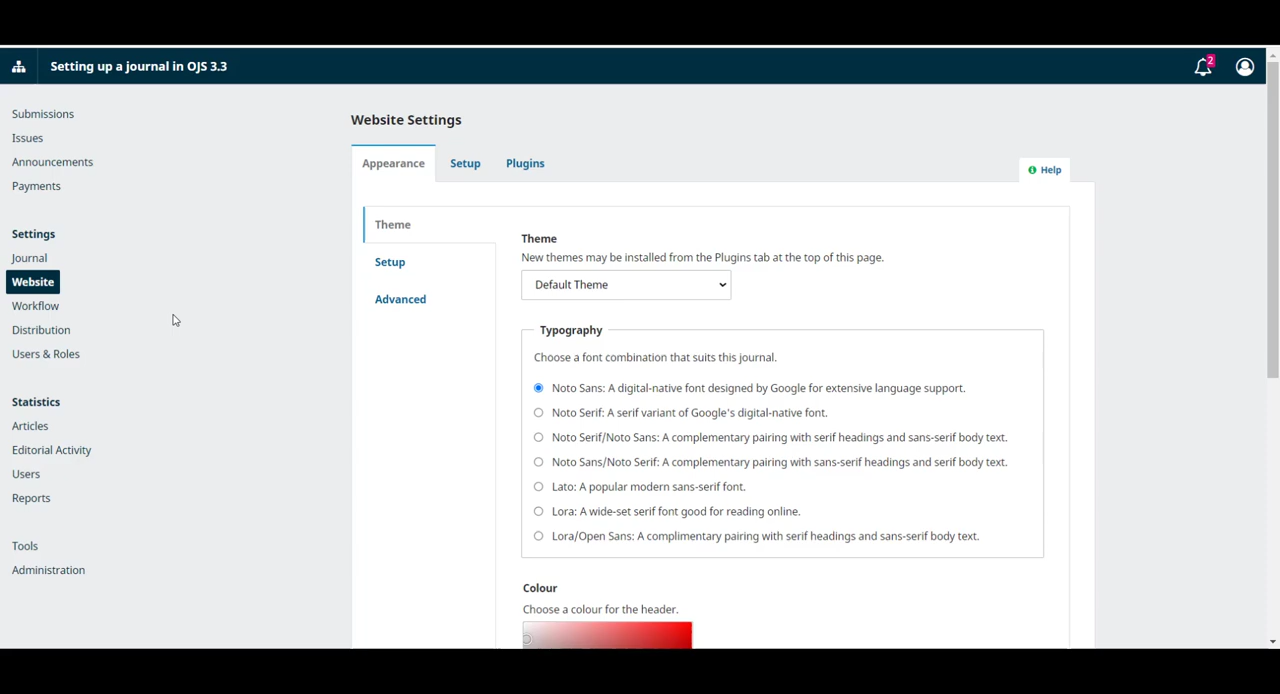 Setting up a journal in OJS 3.3
2
Submissions
Issues
Announcements
Payments
Settings
Journal
Website
Workflow
Distribution
Users & Roles
Statistics
Articles
Editorial Activity
Users
Reports
Tools
Administration
Website Settings
Appearance
Setup
Plugins
Help
Theme
Setup
Advanced
Theme
New themes may be installed from the Plugins tab at the top of this page.
Default Theme
Typography
Choose a font combination that suits this journal.
Noto Sans: A digital-native font designed by Google for extensive language support.
Noto Serif: A serif variant of Google's digital-native font.
Noto Serif/Noto Sans: A complementary pairing with serif headings and sans-serif body text.
Noto Sans/Noto Serif: A complementary pairing with sans-serif headings and serif body text.
Lato: A popular modern sans-serif font.
Lora: A wide-set serif font good for reading online.
Lora/Open Sans: A complimentary pairing with serif headings and sans-serif body text.
Colour
Choose a colour for the header.